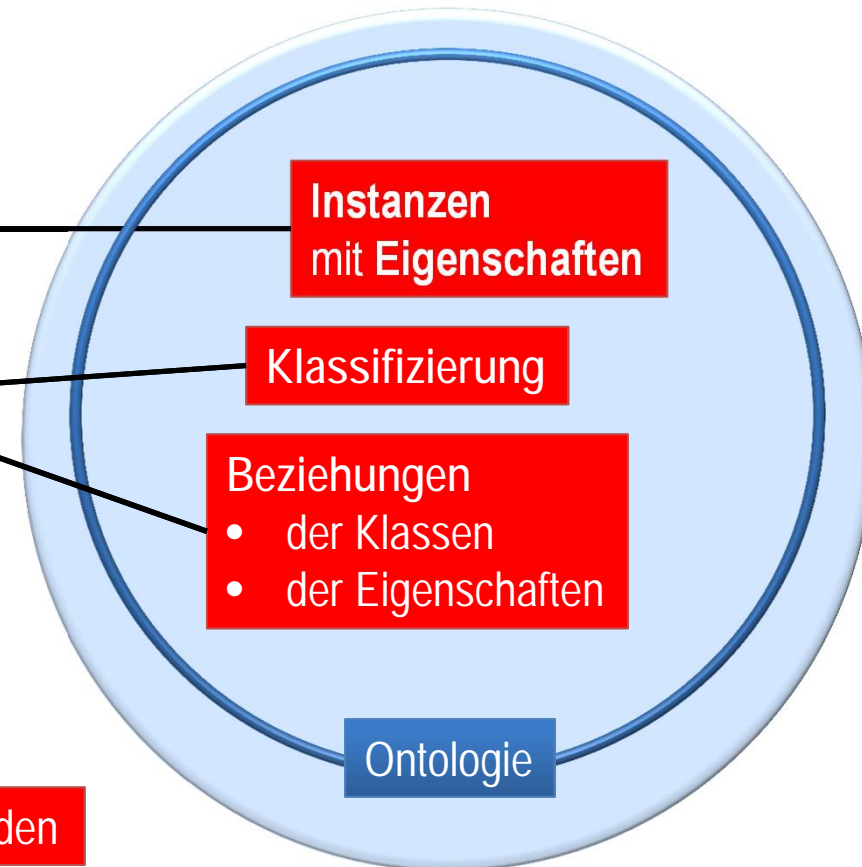 Instanzen
mit Eigenschaften
Klassifizierung
Beziehungen
• der Klassen
• der Eigenschaften
Ontologie
den